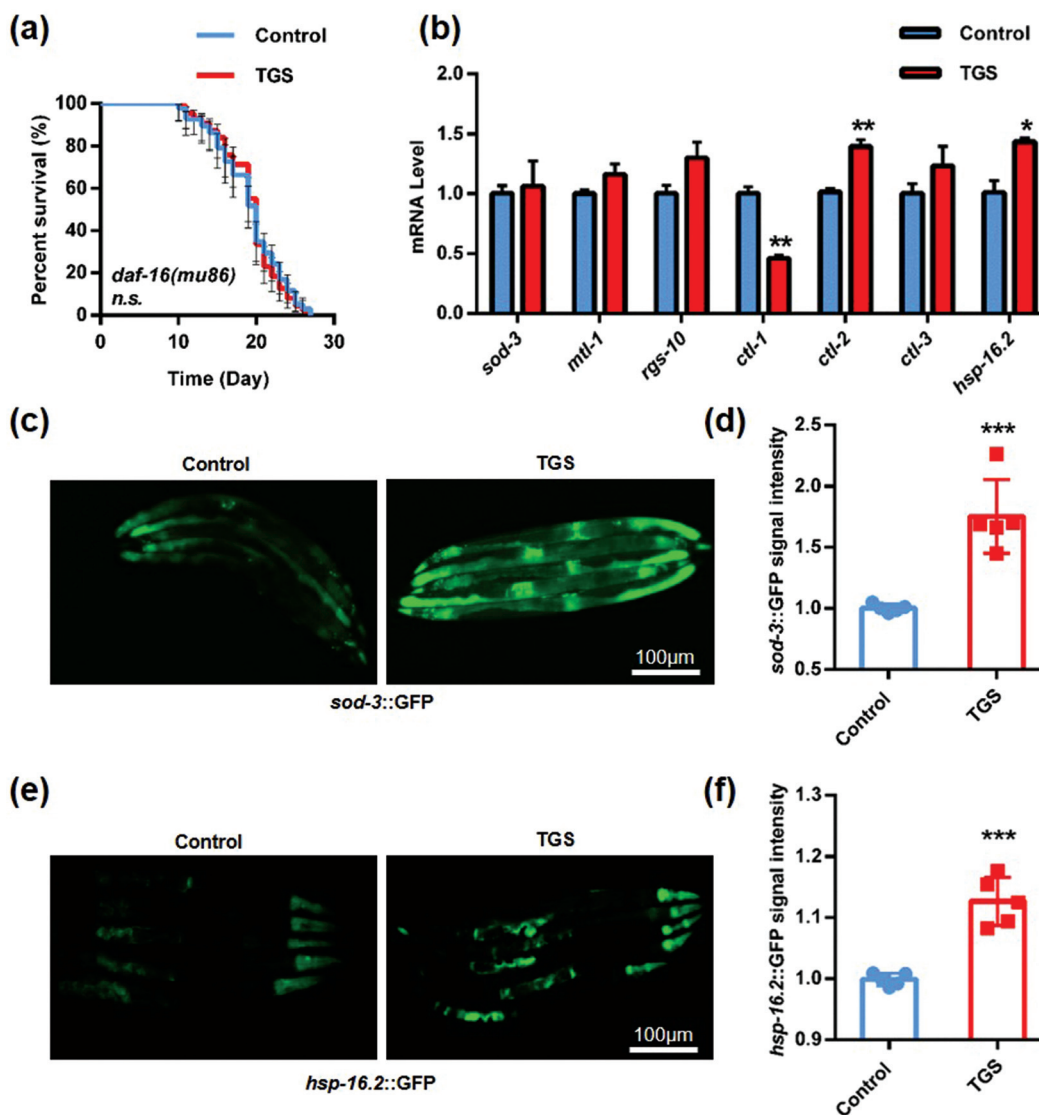 (a)
Control
TGS
Percent survival (%)
100
80
60
40
20
0
daf-16(mu86)
n.s.
0 10 20 30
Time (Day)
(b)
Control
TGS
mRNA Level
2.0
1.5
1.0
0.5
0.0
**
**
*
sod-3 mtl-1 rgs-10 ctl-1 ctl-2 ctl-3 hsp-16.2
(c)
Control TGS
100μm
sod-3::GFP
(d)
sod-3::GFP signal intensity
2.5
2.0
1.5
1.0
0.5
***
Control TGS
(e)
Control TGS
100μm
hsp-16.2::GFP
(f)
hsp-16.2::GFP signal intensity
1.3
1.2
1.1
1.0
0.9
***
Control TGS